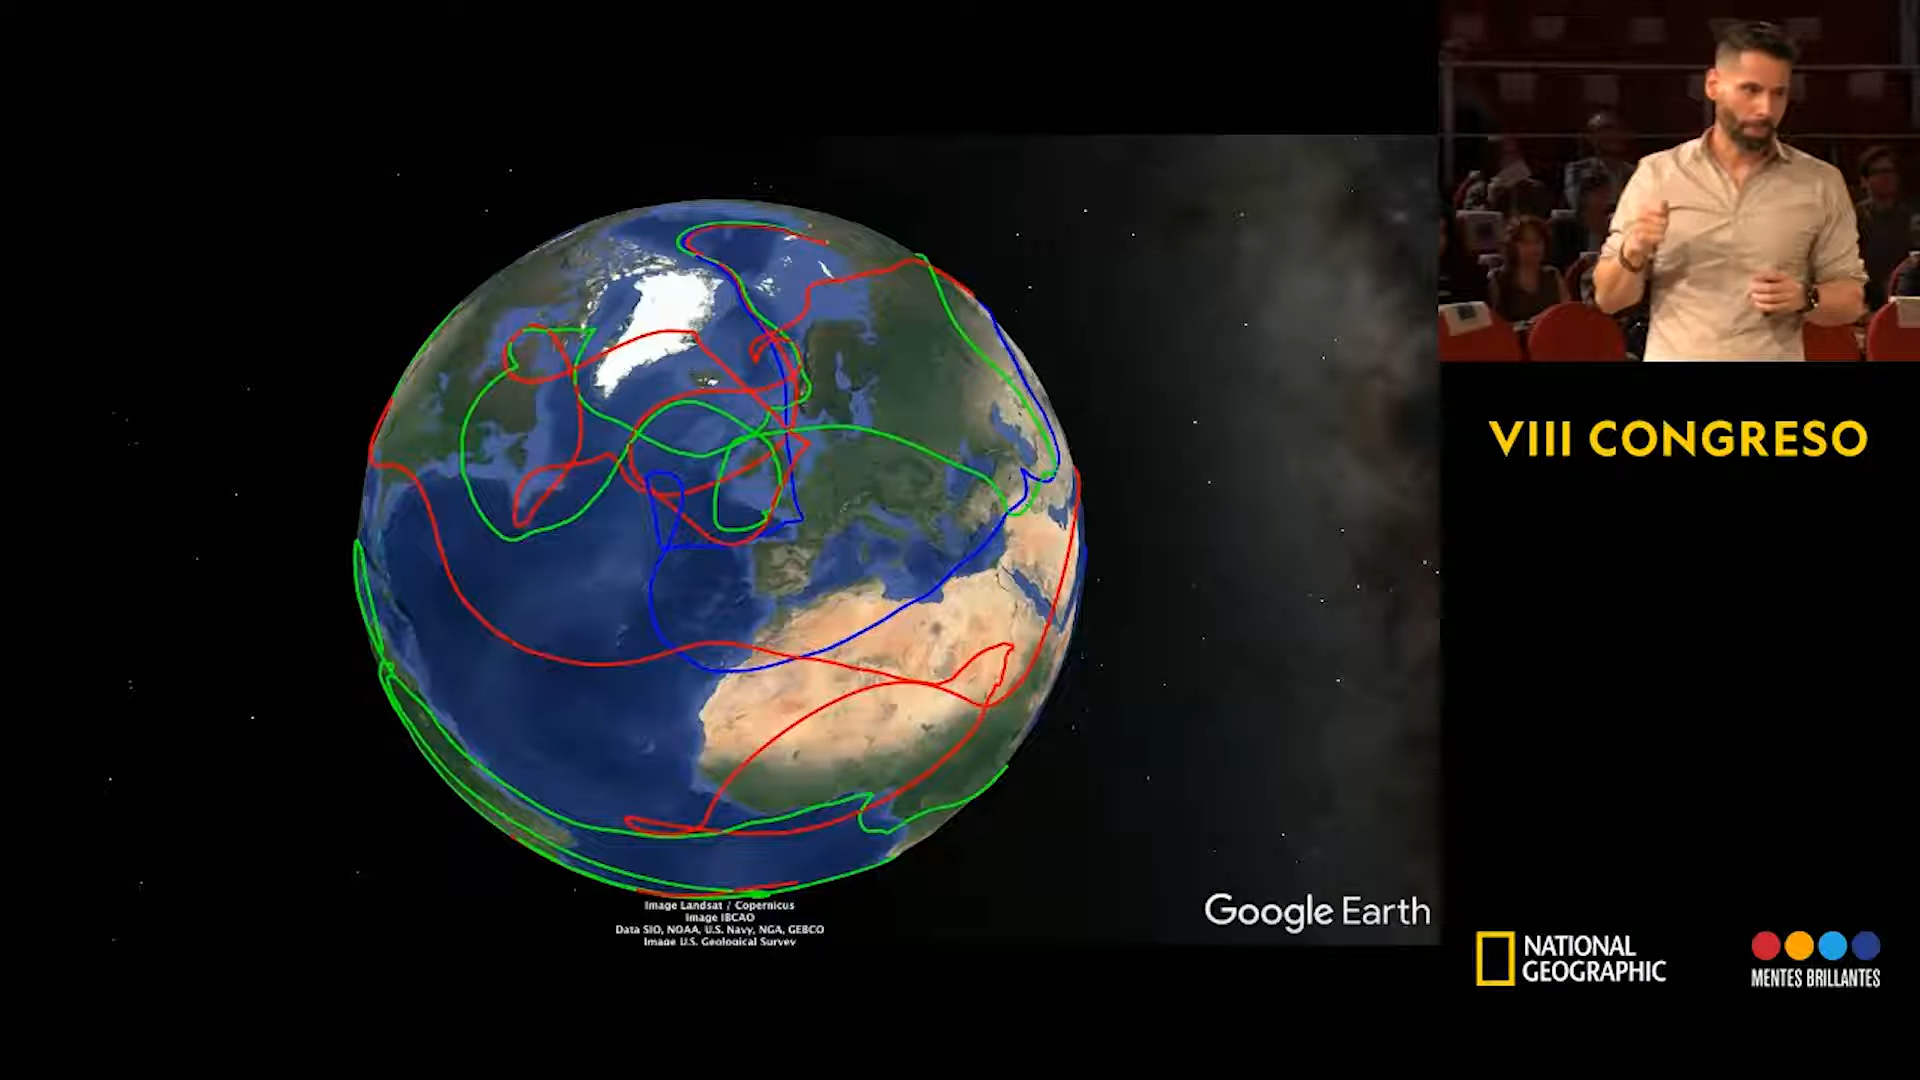 VIII CONGRESO
Google Earth
Image Landsat / Copernicus
Image IBCAO
Data SIO, NOAA, U.S. Navy, NGA, GEBCO
Image U.S. Geological Survey
NATIONAL
GEOGRAPHIC
MENTES BRILLANTES